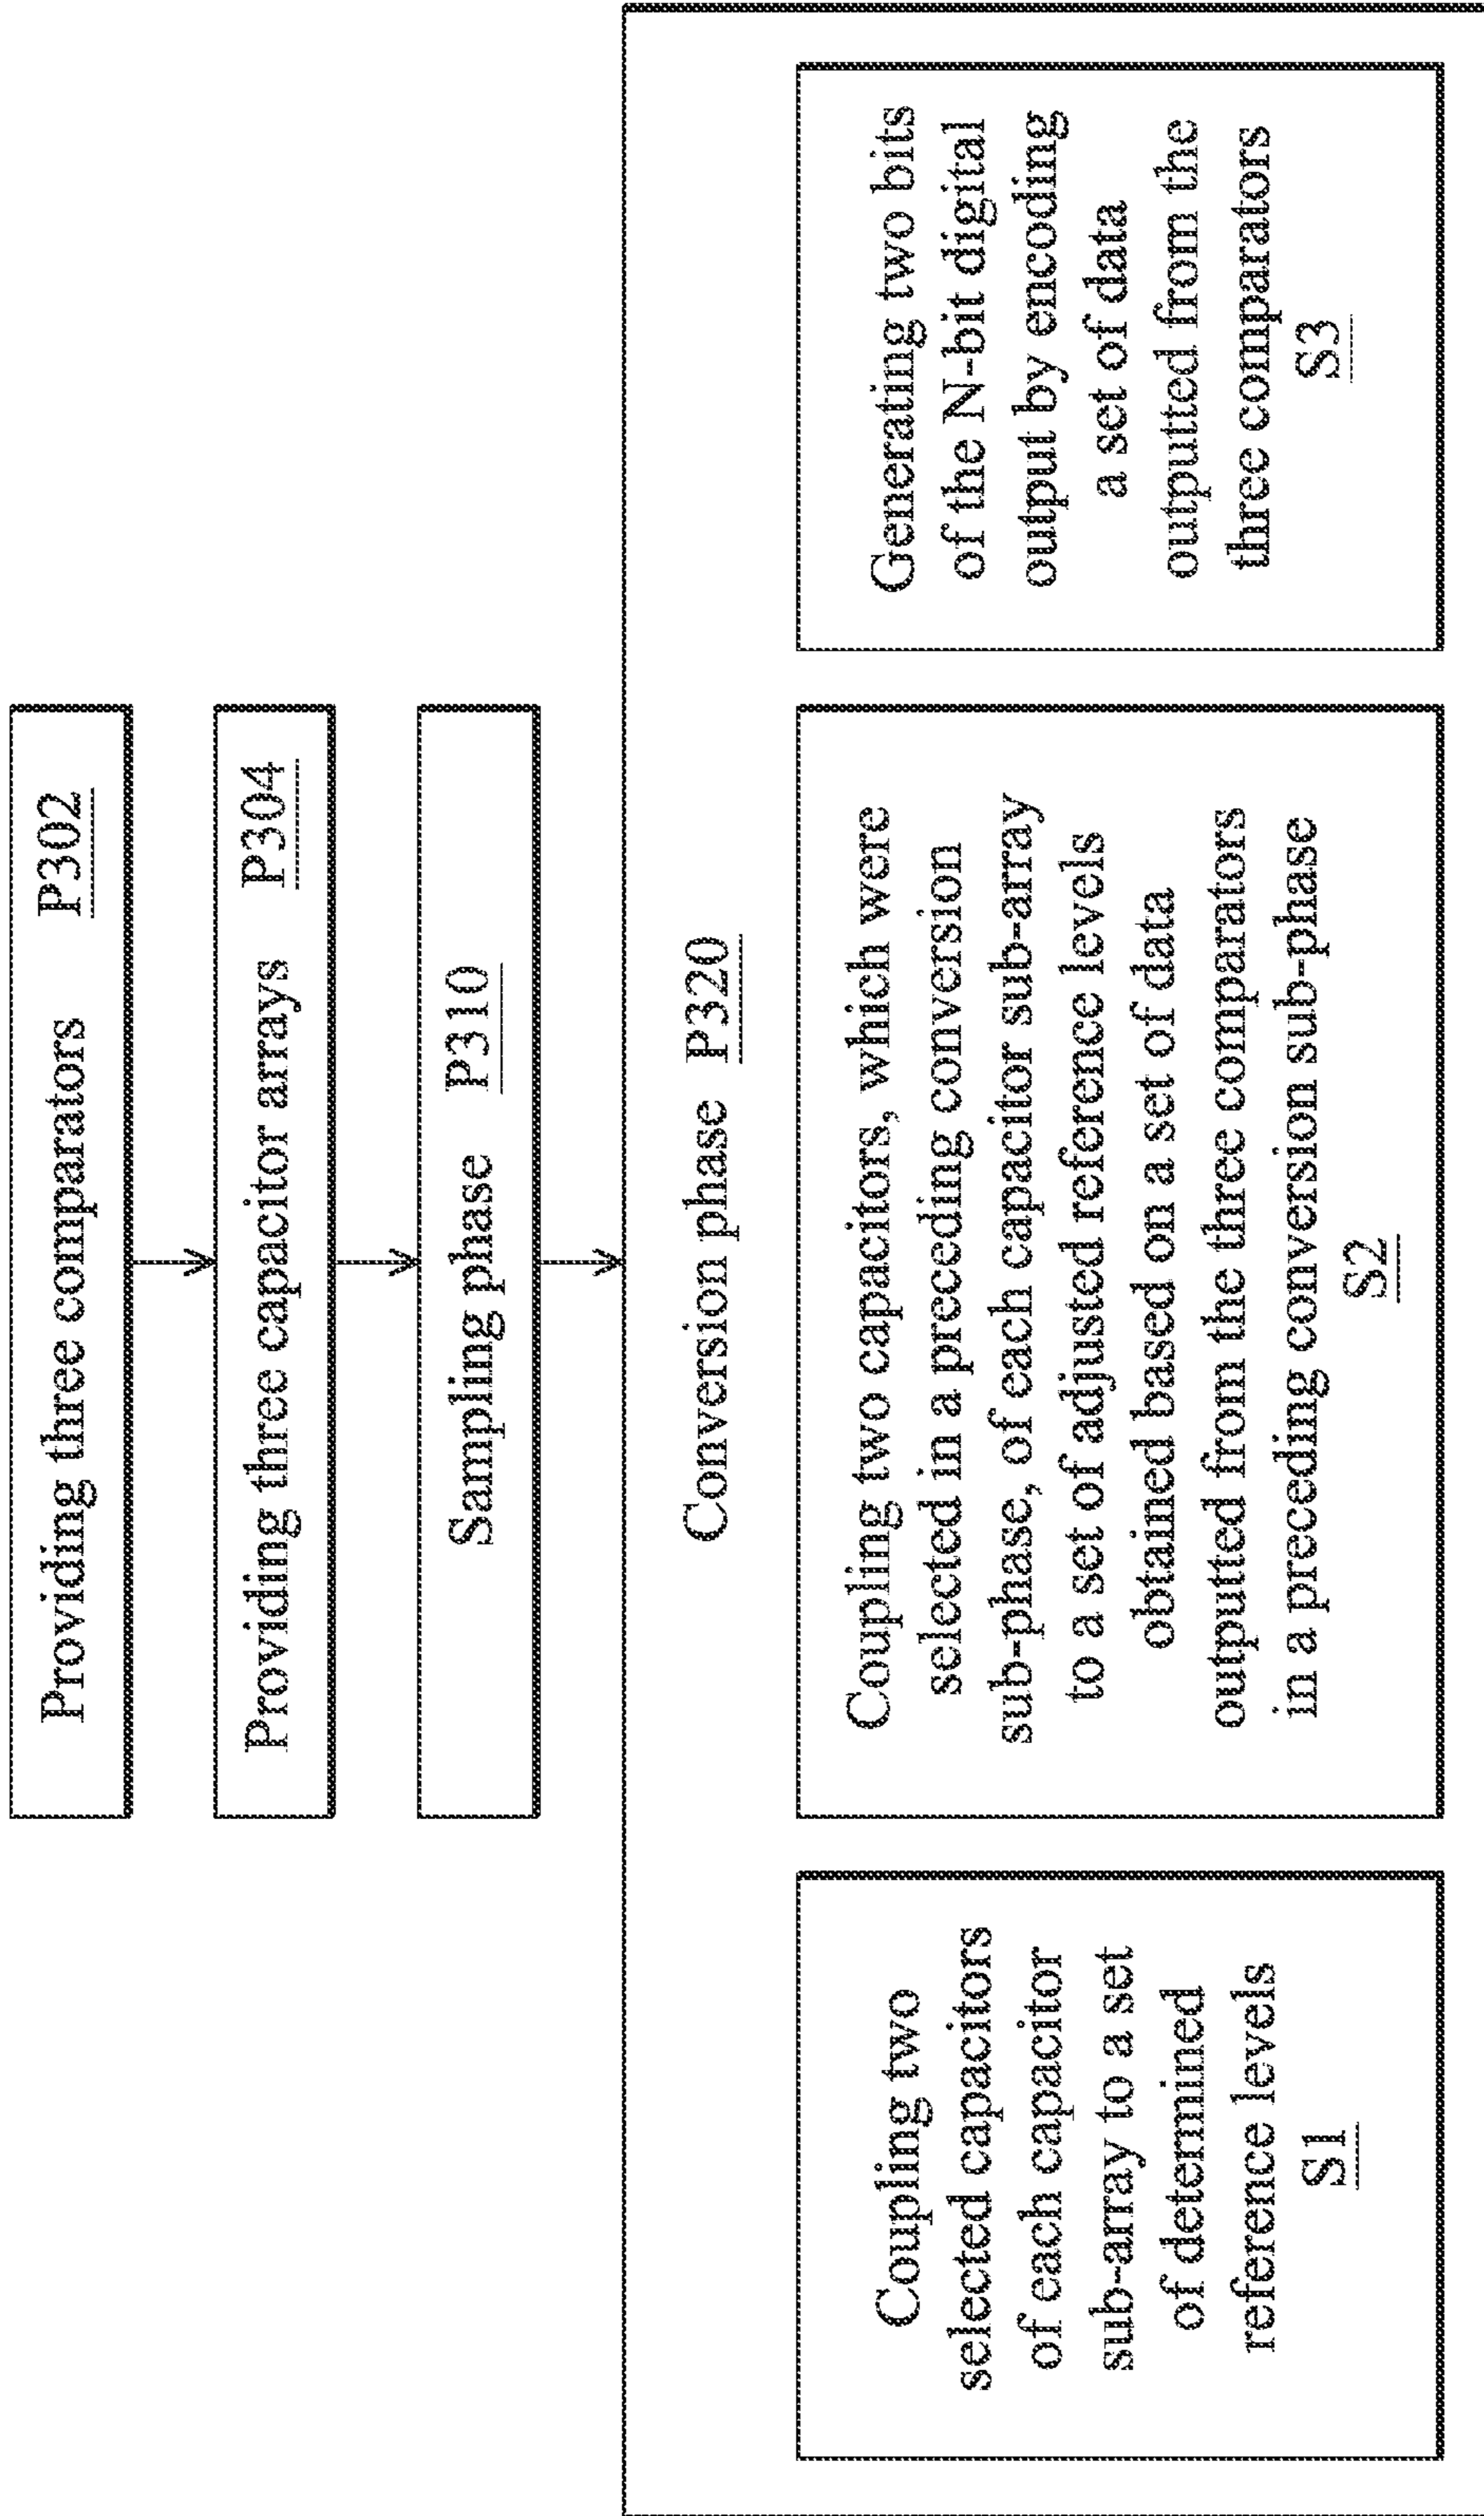 Providing three comparators P302
Providing three capacitor arrays P304
Sampling phase P310
Conversion phase P320
Coupling two
selected capacitors
of each capacitor
sub-array to a set
of determined
reference levels
S1
Coupling two capacitors, which were
selected in a preceding conversion
sub-phase, of each capacitor sub-array
to a set of adjusted reference levels
obtained based on a set of data
outputted from the three comparators
in a preceding conversion sub-phase
S2
Generating two bits
of the N-bit digital
output by encoding
a set of data
outputted from the
three comparators
S3